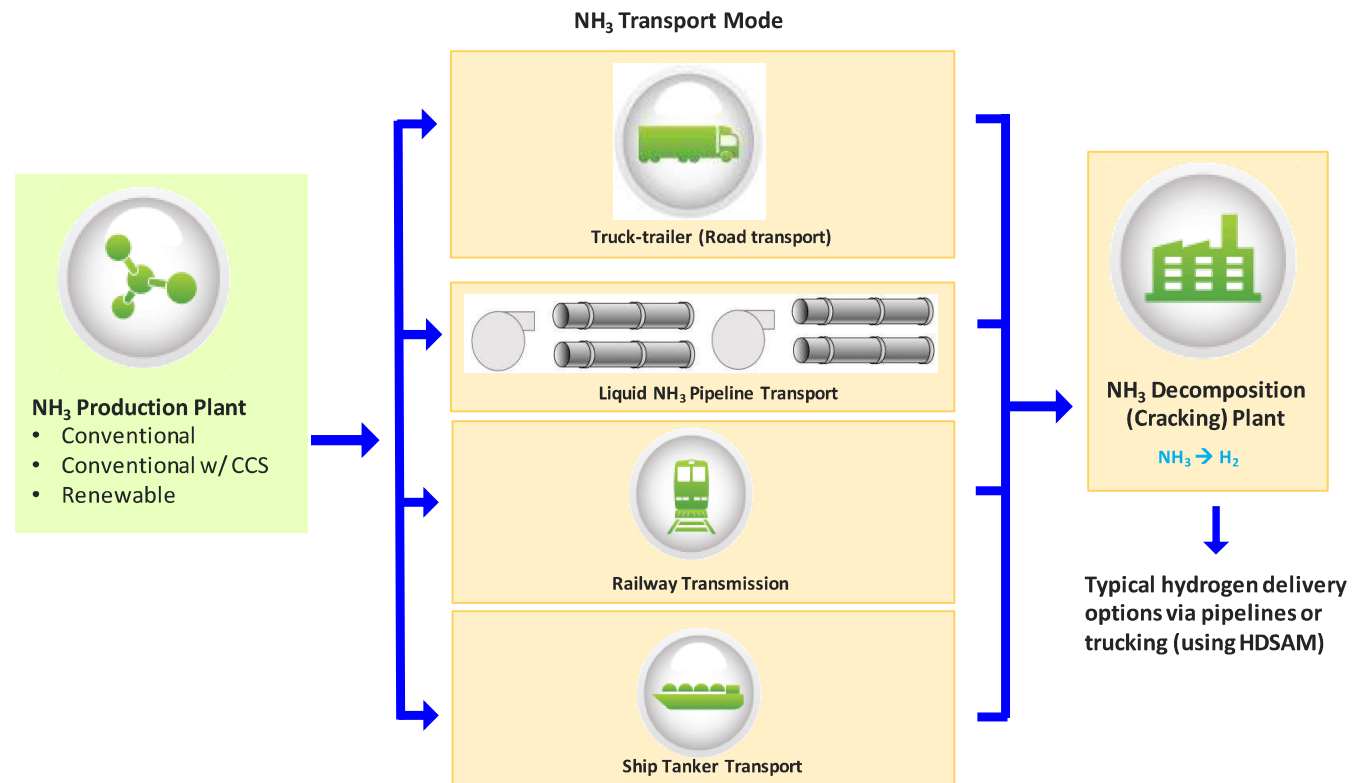 NH₃ Transport Mode
Truck-trailer (Road transport)
Liquid NH₃ Pipeline Transport
Railway Transmission
Ship Tanker Transport
NH₃ Production Plant
• Conventional
• Conventional w/ CCS
• Renewable
NH₃ Decomposition
(Cracking) Plant
NH₃ → H₂
Typical hydrogen delivery
options via pipelines or
trucking (using HDSAM)